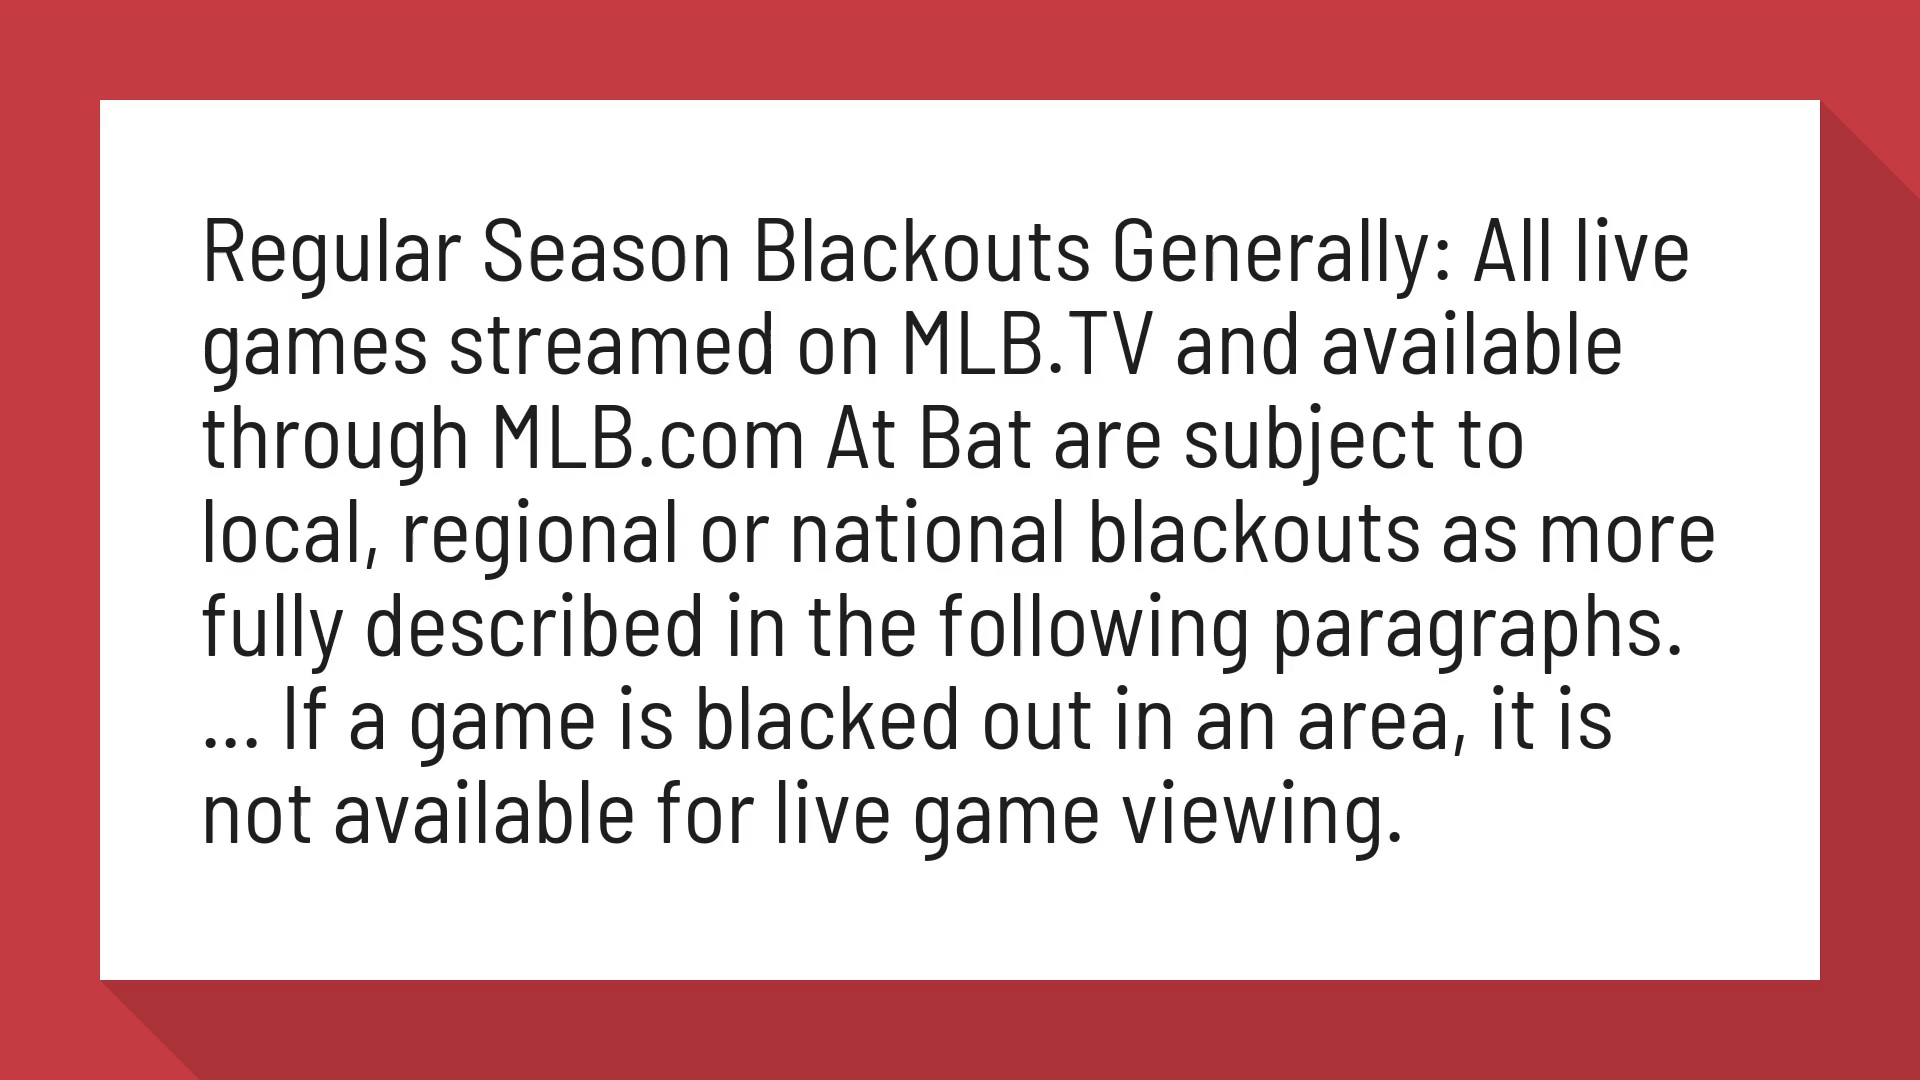 Regular Season Blackouts Generally: All live
games streamed on MLB.TV and available
through MLB.com At Bat are subject to
local, regional or national blackouts as more
fully described in the following paragraphs.
... If a game is blacked out in an area, it is
not available for live game viewing.